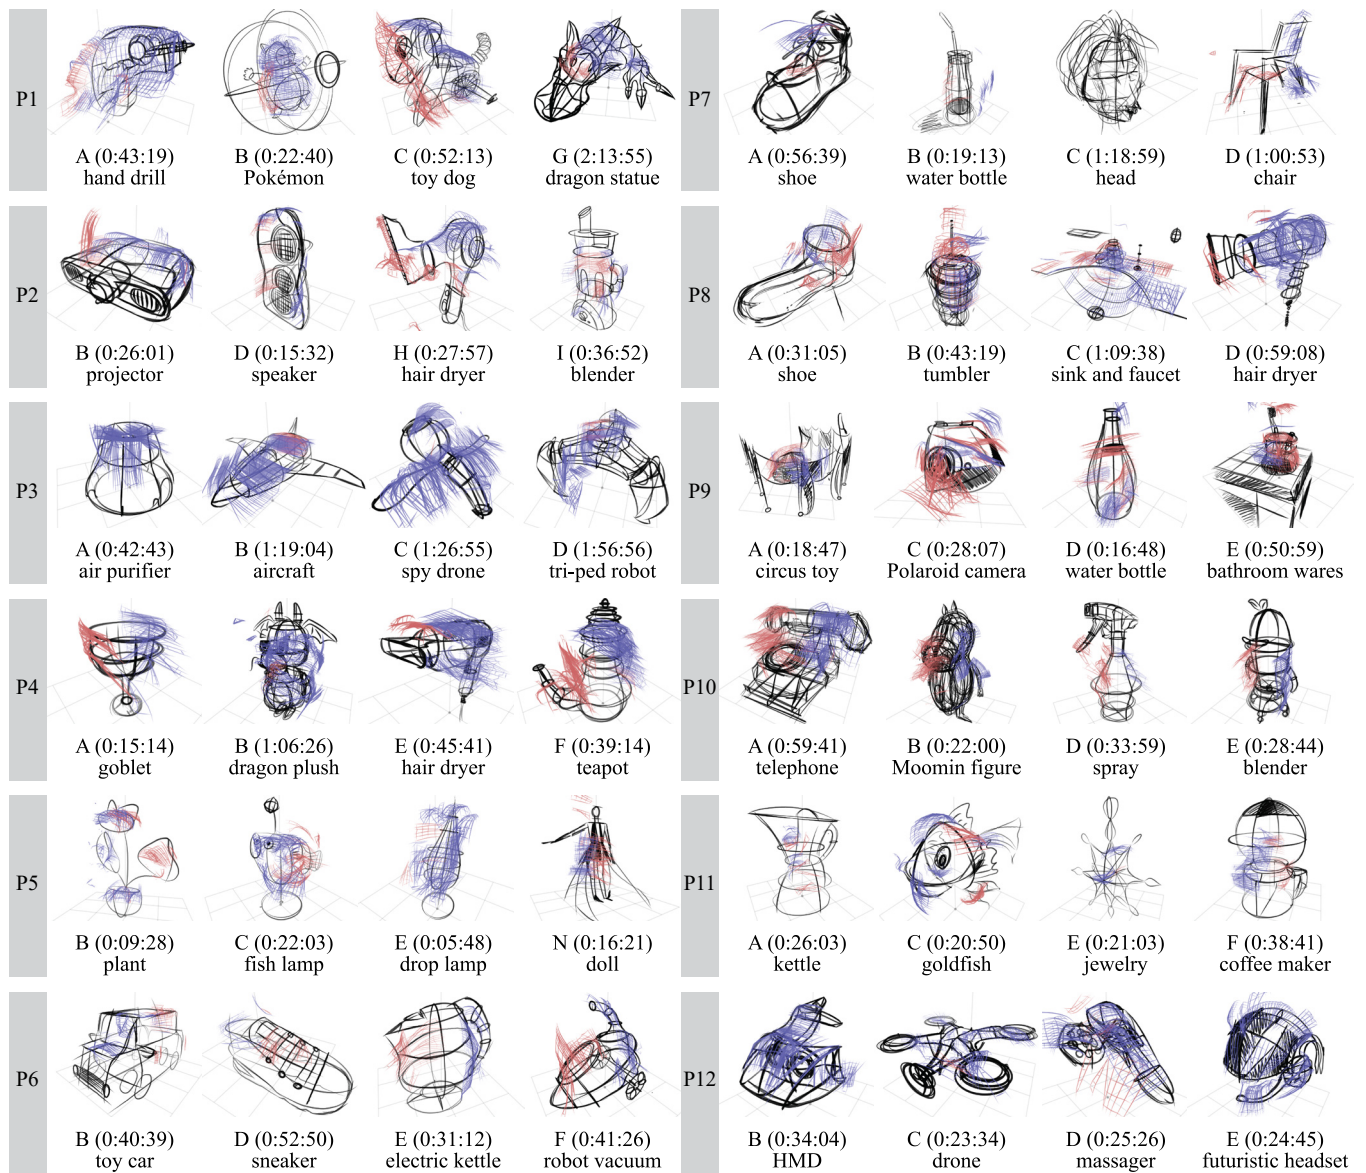 P1
A (0:43:19)
hand drill
B (0:22:40)
Pokémon
C (0:52:13)
toy dog
G (2:13:55)
dragon statue
P2
B (0:26:01)
projector
D (0:15:32)
speaker
H (0:27:57)
hair dryer
I (0:36:52)
blender
P3
A (0:42:43)
air purifier
B (1:19:04)
aircraft
C (1:26:55)
spy drone
D (1:56:56)
tri-ped robot
P4
A (0:15:14)
goblet
B (1:06:26)
dragon plush
E (0:45:41)
hair dryer
F (0:39:14)
teapot
P5
B (0:09:28)
plant
C (0:22:03)
fish lamp
E (0:05:48)
drop lamp
N (0:16:21)
doll
P6
B (0:40:39)
toy car
D (0:52:50)
sneaker
E (0:31:12)
electric kettle
F (0:41:26)
robot vacuum
P7
A (0:56:39)
shoe
B (0:19:13)
water bottle
C (1:18:59)
head
D (1:00:53)
chair
P8
A (0:31:05)
shoe
B (0:43:19)
tumbler
C (1:09:38)
sink and faucet
D (0:59:08)
hair dryer
P9
A (0:18:47)
circus toy
C (0:28:07)
Polaroid camera
D (0:16:48)
water bottle
E (0:50:59)
bathroom wares
P10
A (0:59:41)
telephone
B (0:22:00)
Moomin figure
D (0:33:59)
spray
E (0:28:44)
blender
P11
A (0:26:03)
kettle
C (0:20:50)
goldfish
E (0:21:03)
jewelry
F (0:38:41)
coffee maker
P12
B (0:34:04)
HMD
C (0:23:34)
drone
D (0:25:26)
massager
E (0:24:45)
futuristic headset